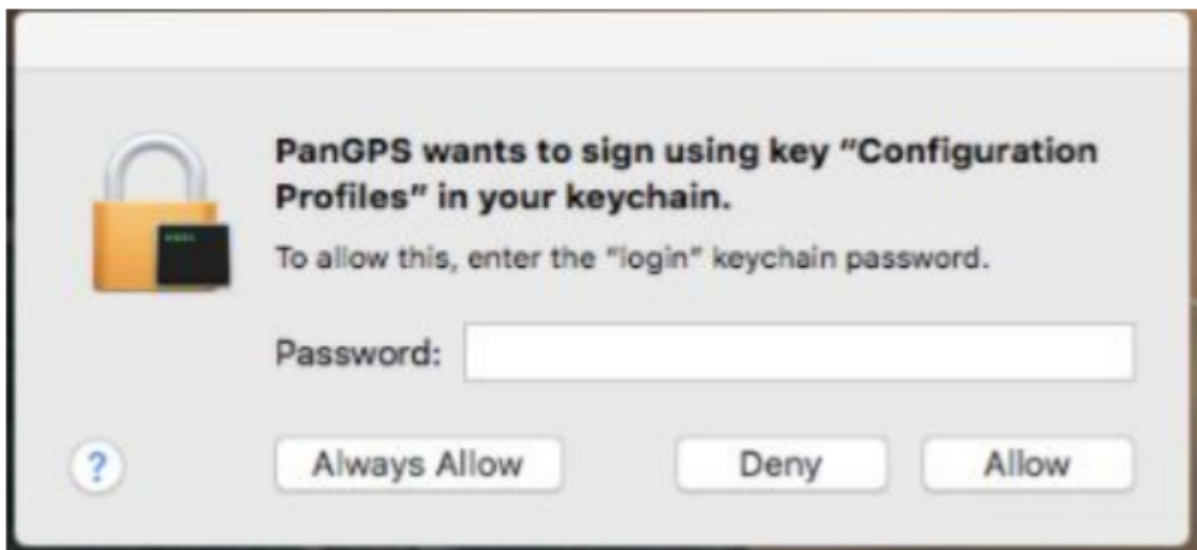 PanGPS wants to sign using key “Configuration
Profiles” in your keychain.
To allow this, enter the “login” keychain password.
Password:
?
Always Allow
Deny
Allow